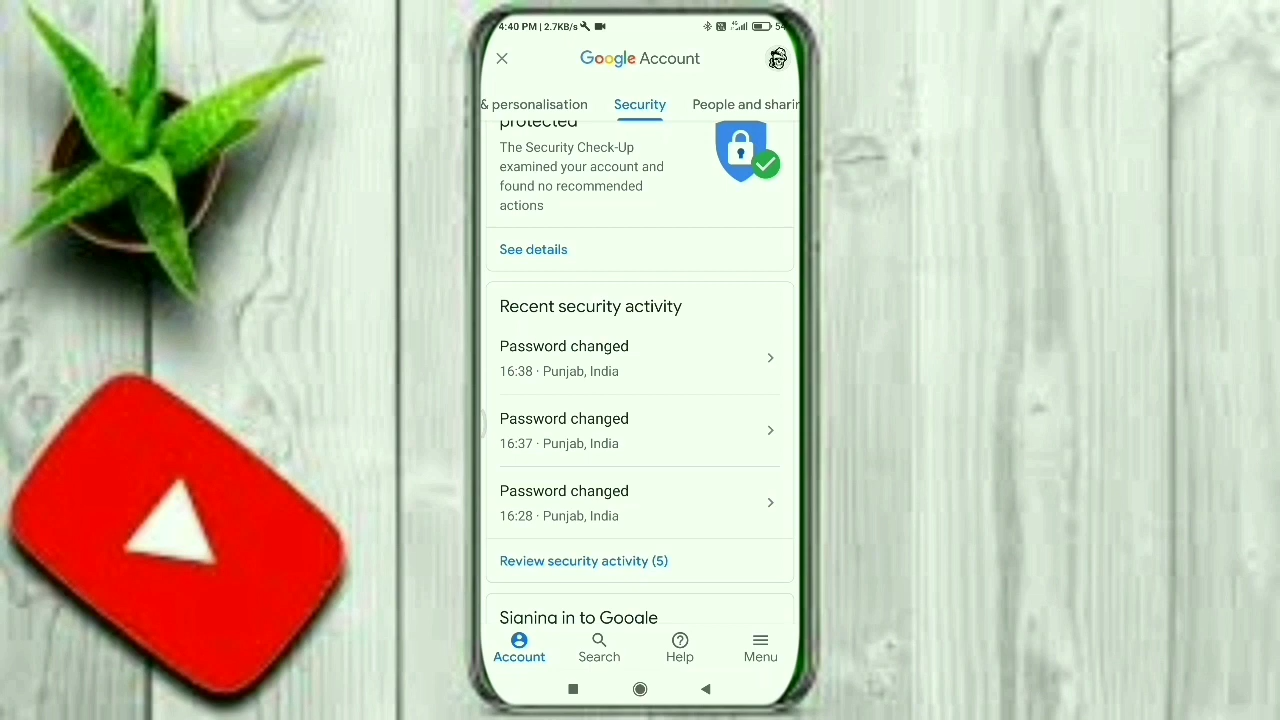 4:40 PM | 2.7KB/s
Google Account
& personalisation Security People and sharin
protected
The Security Check-Up
examined your account and
found no recommended
actions
See details
Recent security activity
Password changed
16:38 · Punjab, India
Password changed
16:37 · Punjab, India
Password changed
16:28 · Punjab, India
Review security activity (5)
Signing in to Google
Account Search Help Menu